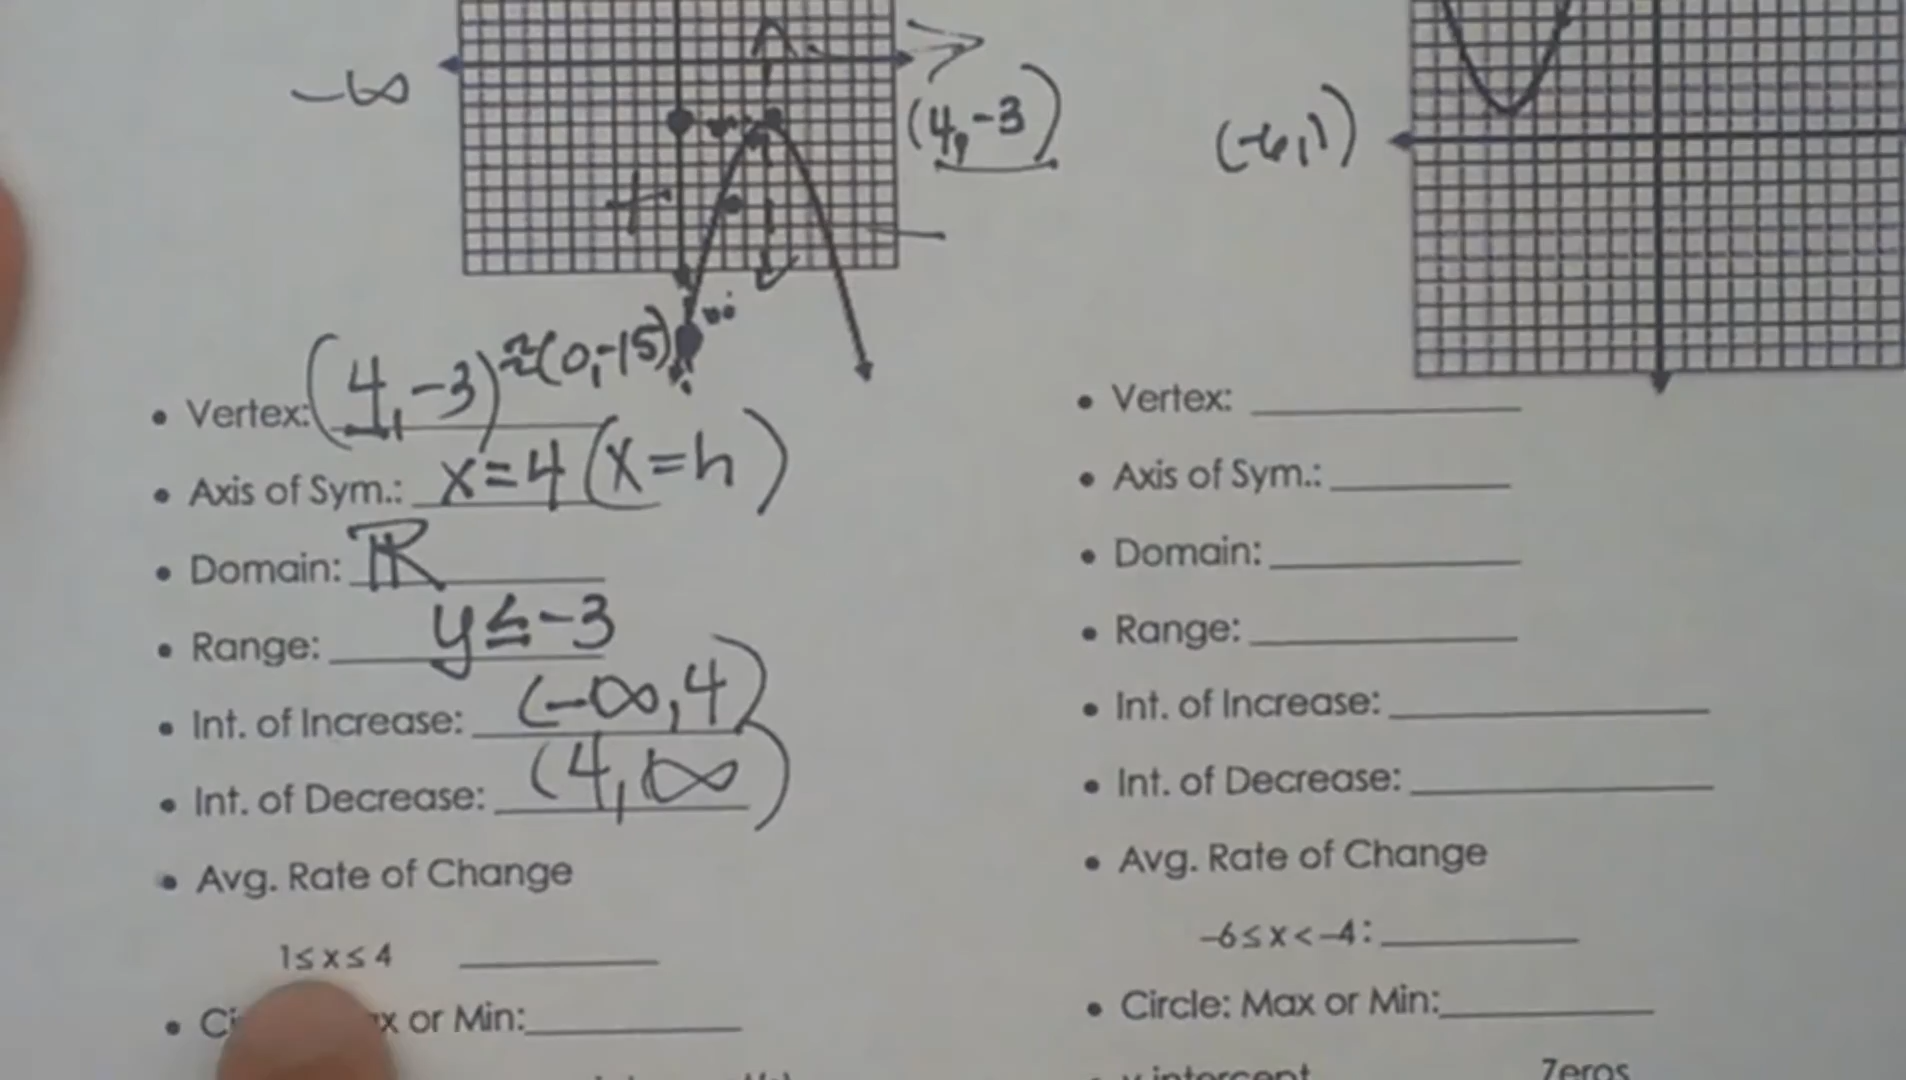 -∞
(4,-3)
≈(0,-15)
• Vertex: (4,-3)
• Axis of Sym.: x=4 (x=h)
• Domain: ℝ
• Range: y≤-3
• Int. of Increase: (-∞,4)
• Int. of Decrease: (4,∞)
• Avg. Rate of Change
1≤ x≤ 4
or Min:
(-6,1)
• Vertex:
• Axis of Sym.:
• Domain:
• Range:
• Int. of Increase:
• Int. of Decrease:
• Avg. Rate of Change
-6≤ x < -4:
• Circle: Max or Min:
intercept Zeros